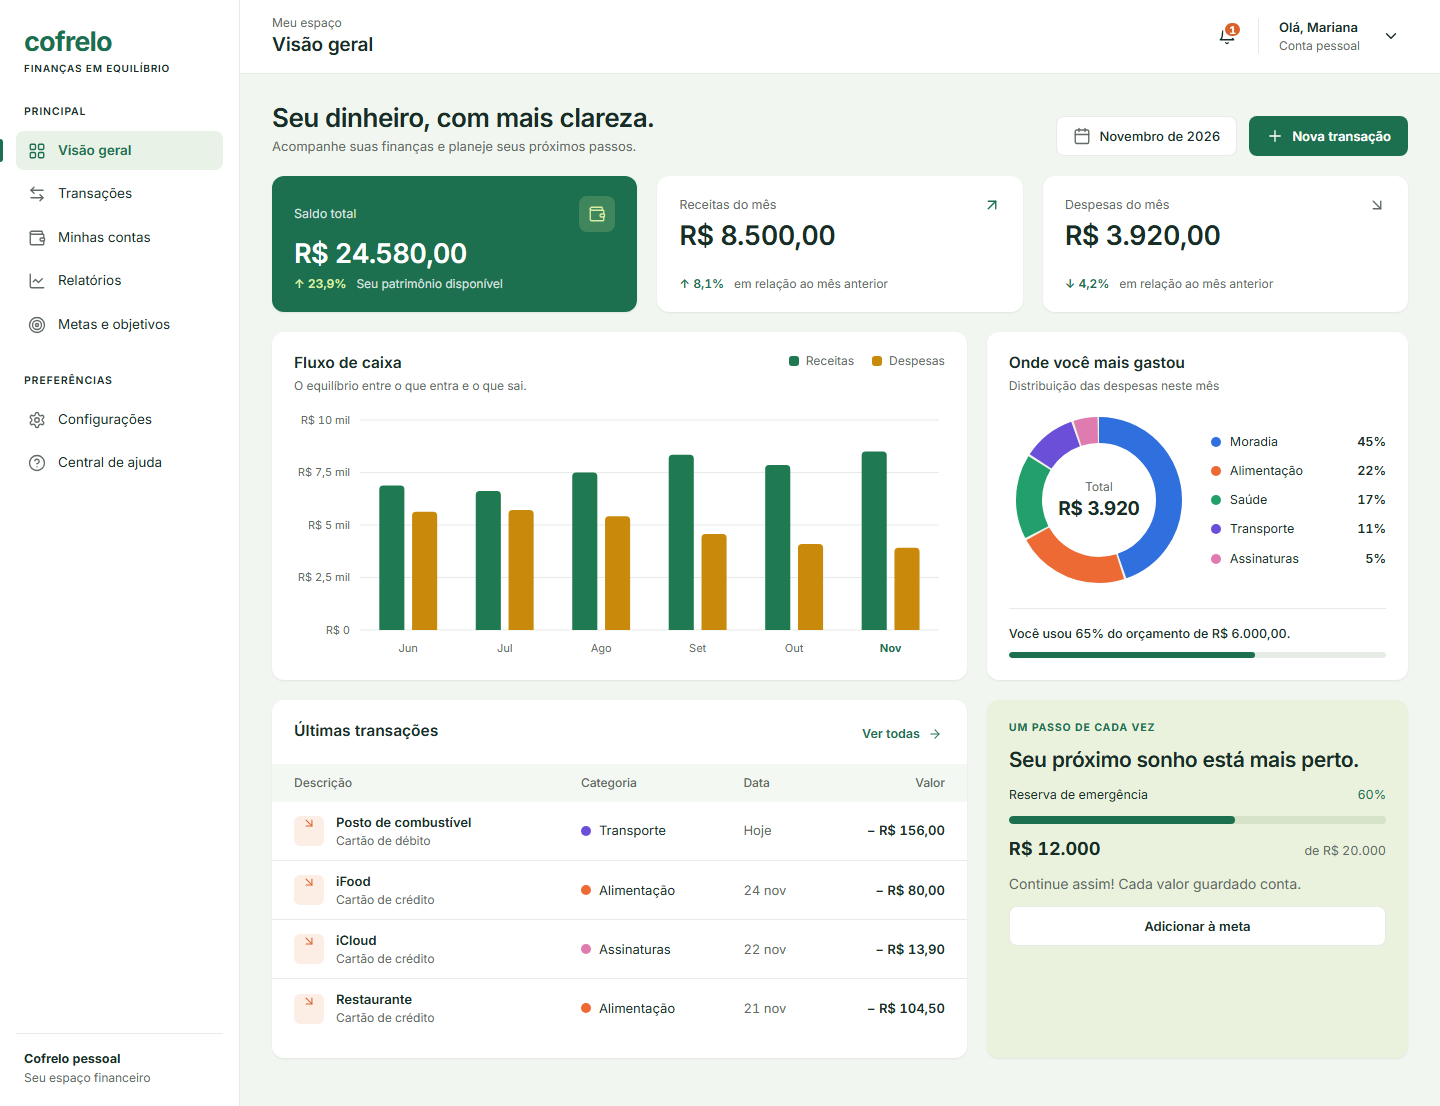 cofrelo
FINANÇAS EM EQUILÍBRIO
PRINCIPAL
Visão geral
Transações
Minhas contas
Relatórios
Metas e objetivos
PREFERÊNCIAS
Configurações
Central de ajuda
Cofrelo pessoal
Seu espaço financeiro
Meu espaço
Visão geral
1
Olá, Mariana
Conta pessoal
Seu dinheiro, com mais clareza.
Acompanhe suas finanças e planeje seus próximos passos.
Novembro de 2026
Nova transação
Saldo total
R$ 24.580,00
↑ 23,9% Seu patrimônio disponível
Receitas do mês
R$ 8.500,00
↑ 8,1% em relação ao mês anterior
Despesas do mês
R$ 3.920,00
↓ 4,2% em relação ao mês anterior
Fluxo de caixa
O equilíbrio entre o que entra e o que sai.
Receitas Despesas
R$ 10 mil
R$ 7,5 mil
R$ 5 mil
R$ 2,5 mil
R$ 0
Jun Jul Ago Set Out Nov
Onde você mais gastou
Distribuição das despesas neste mês
Total
R$ 3.920
Moradia 45%
Alimentação 22%
Saúde 17%
Transporte 11%
Assinaturas 5%
Você usou 65% do orçamento de R$ 6.000,00.
Últimas transações
Ver todas
Descrição Categoria Data Valor
Posto de combustível
Cartão de débito
Transporte Hoje − R$ 156,00
iFood
Cartão de crédito
Alimentação 24 nov − R$ 80,00
iCloud
Cartão de crédito
Assinaturas 22 nov − R$ 13,90
Restaurante
Cartão de crédito
Alimentação 21 nov − R$ 104,50
UM PASSO DE CADA VEZ
Seu próximo sonho está mais perto.
Reserva de emergência 60%
R$ 12.000 de R$ 20.000
Continue assim! Cada valor guardado conta.
Adicionar à meta